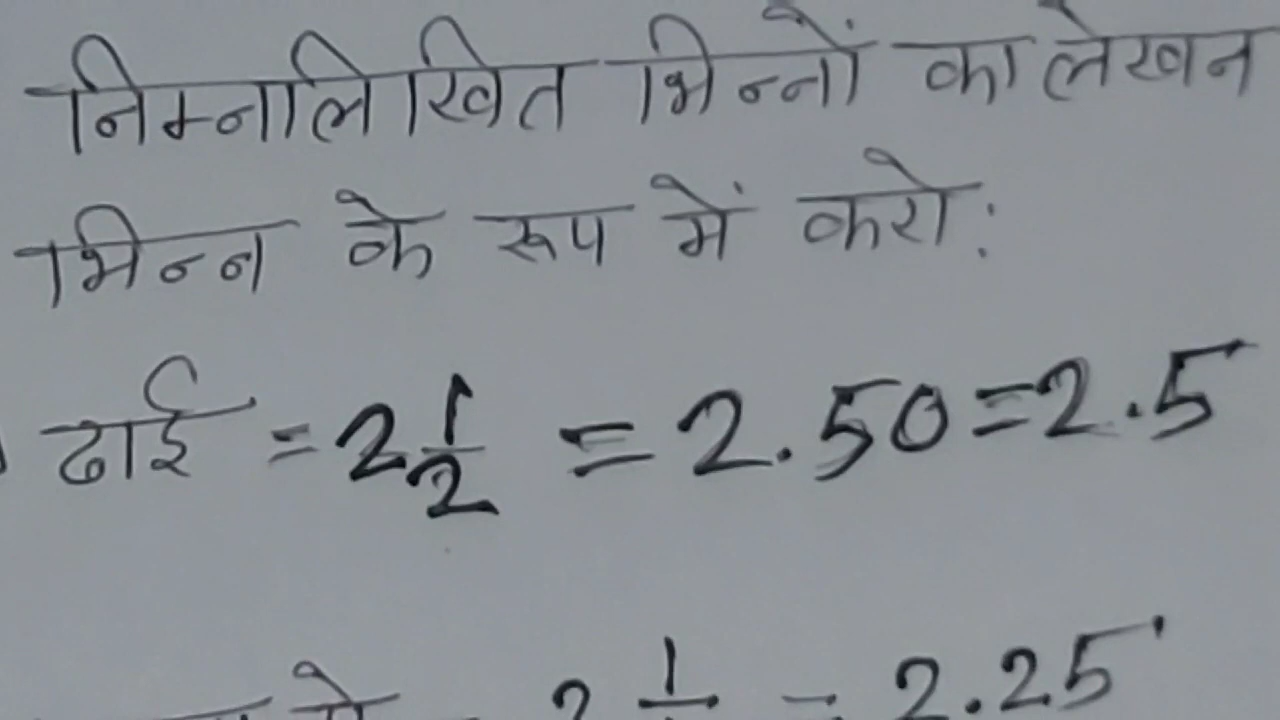 निम्नलिखित भिन्नों का लेखन
भिन्न के रूप में करो:
ढाई = 2 1/2 = 2.50 = 2.5
= 2.25